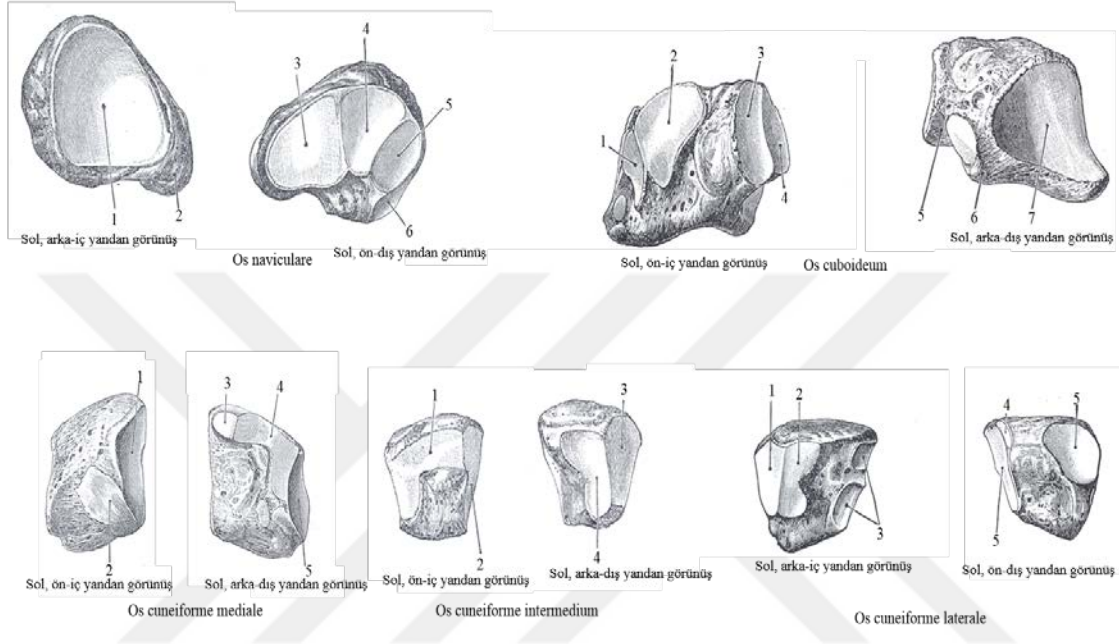 4
3
5
1
2
6
Sol, arka-iç yandan görünüş
Sol, ön-dış yandan görünüş
Os naviculare
2
3
1
4
5
6
7
Sol, ön-iç yandan görünüş
Sol, arka-dış yandan görünüş
Os cuboideum
1
2
3
4
5
Sol, ön-iç yandan görünüş
Sol, arka-dış yandan görünüş
Os cuneiforme mediale
1
2
3
4
Sol, ön-iç yandan görünüş
Sol, arka-dış yandan görünüş
Os cuneiforme intermedium
1
2
3
4
5
5
Sol, arka-iç yandan görünüş
Sol, ön-dış yandan görünüş
Os cuneiforme laterale